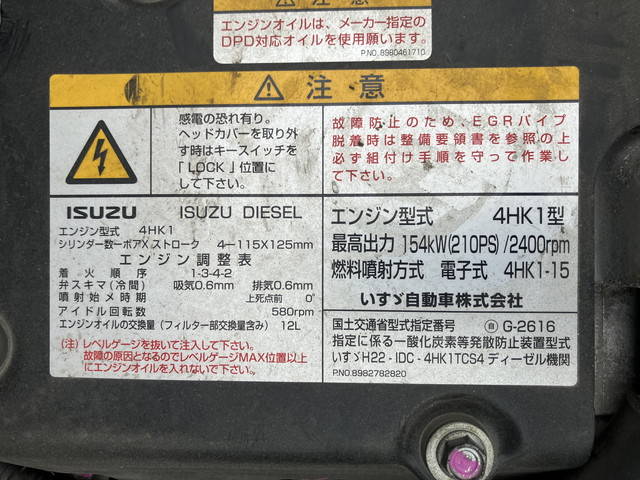 注 意
エンジンオイルは、メーカー指定の
DPD対応オイルを使用願います。
P.NO.8980461710
注 意
感電の恐れ有り。
ヘッドカバーを取り外
す時はキースイッチを
「LOCK」位置に
して下さい。
故障防止のため、EGRパイプ
脱着時は整備要領書を参照の上
必ず組付け手順を守って作業し
て下さい。
ISUZU ISUZU DIESEL
エンジン型式 4HK1
シリンダー数ーボアXストローク 4ー115X125mm
エンジン調整表
着火順序 1-3-4-2
弁スキマ(冷間) 吸気0.6mm 排気0.6mm
噴射始メ時期 上死点前 0°
アイドル回転数 580rpm
エンジンオイルの交換量(フィルター部交換量含み) 12L
(注)レベルゲージを抜いて注入して下さい。
故障の原因となるのでレベルゲージMAX位置以上
にエンジンオイルを入れないで下さい。
エンジン型式 4HK1型
最高出力 154kW(210PS)/2400rpm
燃料噴射方式 電子式 4HK1-15
いすゞ自動車株式会社
国土交通省型式指定番号 自 G-2616
指定に係る一酸化炭素等発散防止装置型式
いすゞH22-IDC-4HK1TCS4ディーゼル機関
P.NO.8982782820